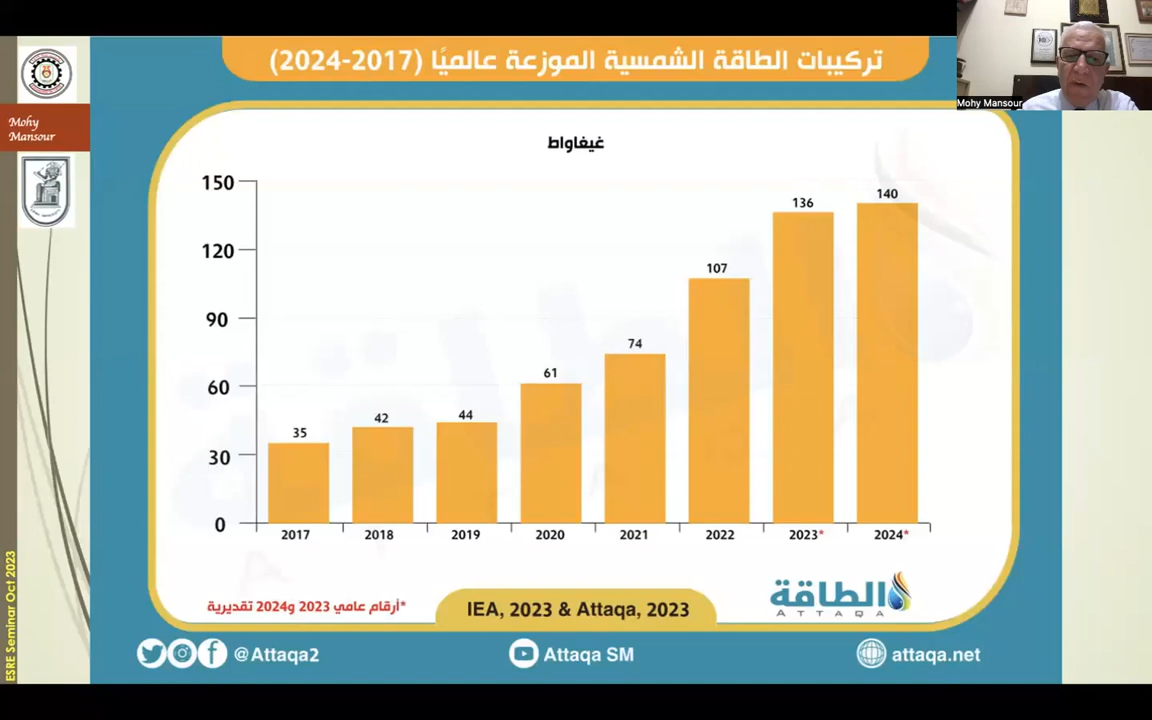 تركيبات الطاقة الشمسية الموزعة عالميًا (2017-2024)
Mohy Mansour
Mohy
Mansour
غيغاواط
150
120
90
60
30
0
35
42
44
61
74
107
136
140
2017
2018
2019
2020
2021
2022
2023*
2024*
*أرقام عامي 2023 و2024 تقديرية
IEA, 2023 & Attaqa, 2023
الطاقة
ATTAQA
@Attaqa2
Attaqa SM
attaqa.net
ESRE Seminar Oct 2023